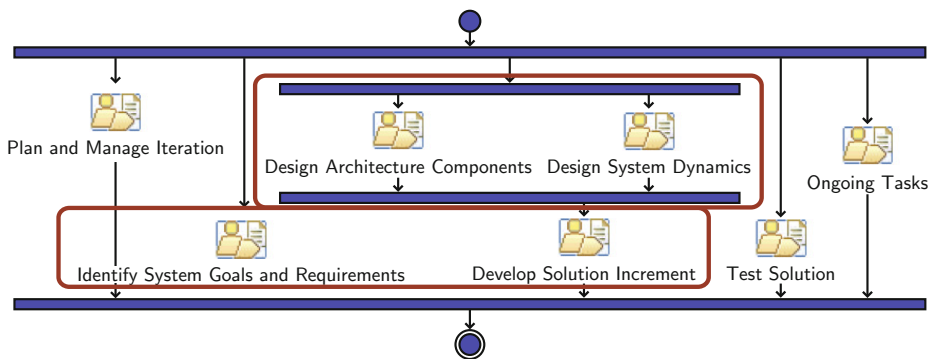 Plan and Manage Iteration
Design Architecture Components
Design System Dynamics
Ongoing Tasks
Identify System Goals and Requirements
Develop Solution Increment
Test Solution